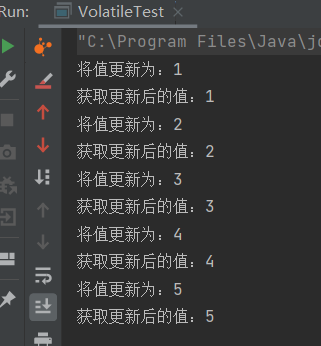 Run: VolatileTest ×
"C:\Program Files\Java\j
将值更新为：1
获取更新后的值：1
将值更新为：2
获取更新后的值：2
将值更新为：3
获取更新后的值：3
将值更新为：4
获取更新后的值：4
将值更新为：5
获取更新后的值：5